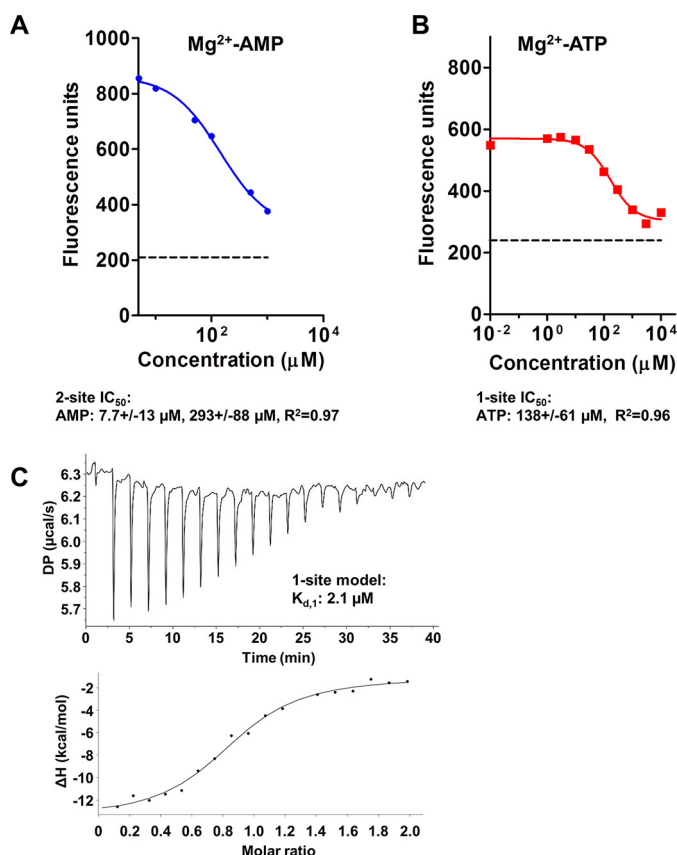 A
Mg²⁺-AMP
1000
800
600
400
200
0
Fluorescence units
10²
10⁴
Concentration (µM)
2-site IC₅₀:
AMP: 7.7+/-13 µM, 293+/-88 µM, R²=0.97
B
Mg²⁺-ATP
800
600
400
200
0
Fluorescence units
10⁻²
10⁰
10²
10⁴
Concentration (µM)
1-site IC₅₀:
ATP: 138+/-61 µM, R²=0.96
C
6.3
6.2
6.1
6.0
5.9
5.8
5.7
DP (µcal/s)
1-site model:
K_d,1: 2.1 µM
0 5 10 15 20 25 30 35 40
Time (min)
-2
-4
-6
-8
-10
-12
ΔH (kcal/mol)
0 0.2 0.4 0.6 0.8 1.0 1.2 1.4 1.6 1.8 2.0
Molar ratio